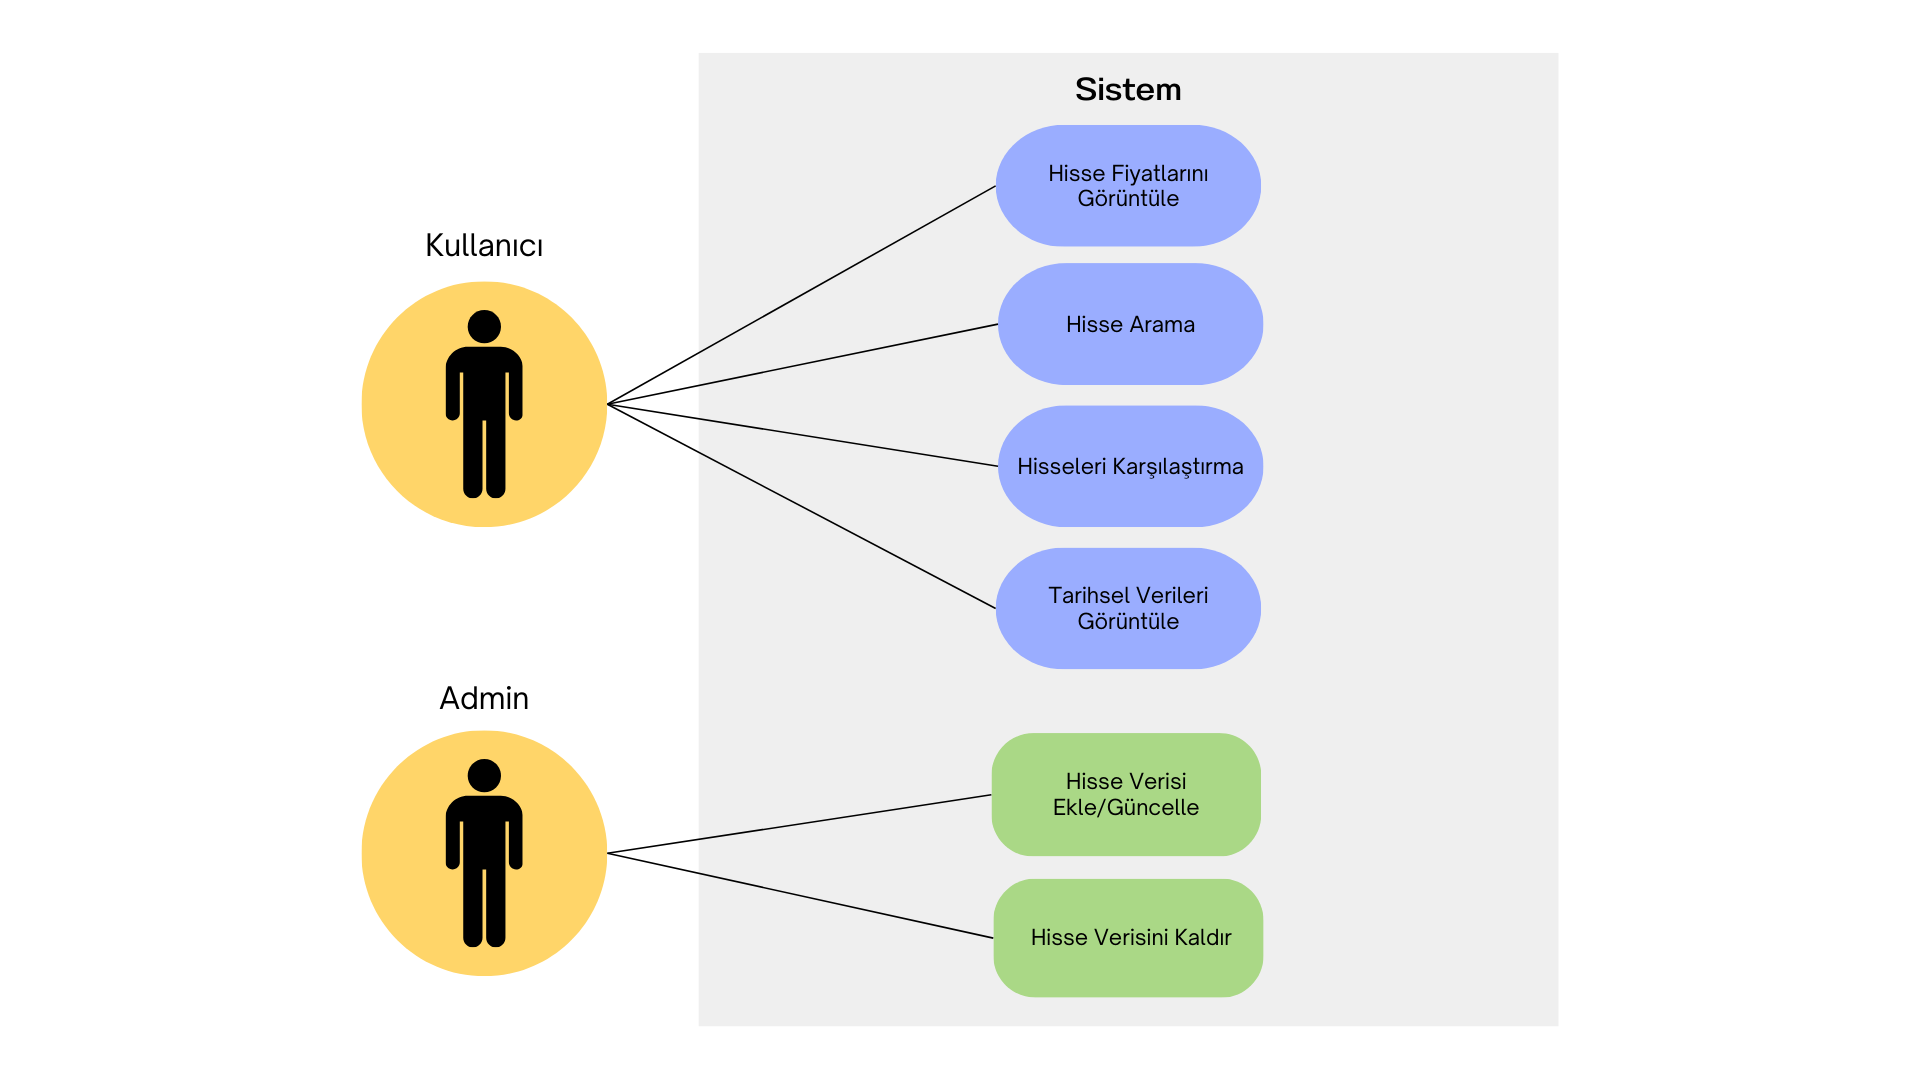 Sistem
Hisse Fiyatlarını
Görüntüle
Kullanıcı
Hisse Arama
Hisseleri Karşılaştırma
Tarihsel Verileri
Görüntüle
Admin
Hisse Verisi
Ekle/Güncelle
Hisse Verisini Kaldır